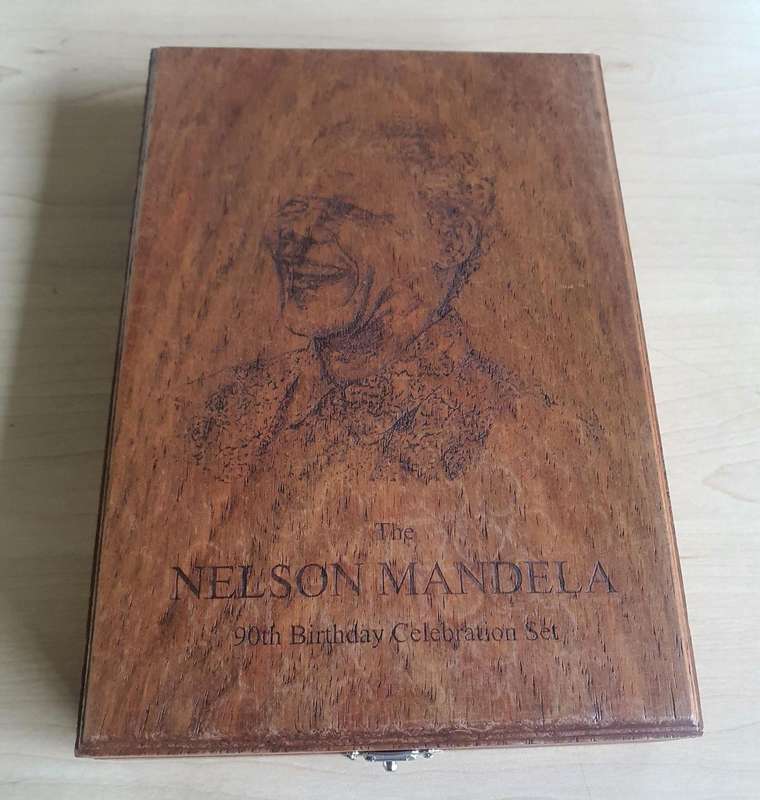 The
NELSON MANDELA
90th Birthday Celebration Set